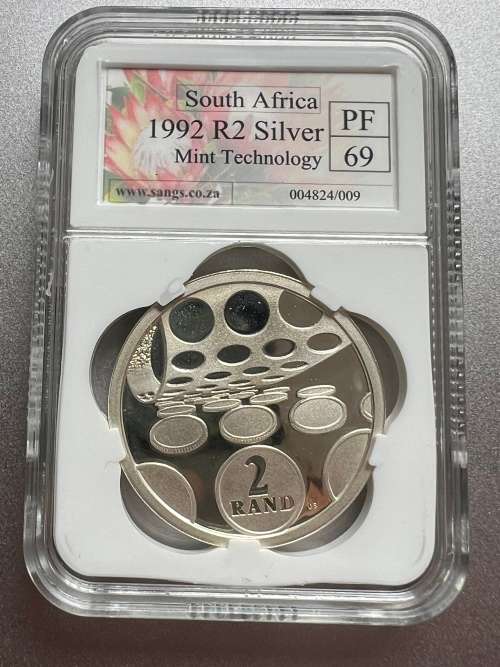 South Africa
1992 R2 Silver
Mint Technology
PF
69
www.sangs.co.za
004824/009
2
RAND